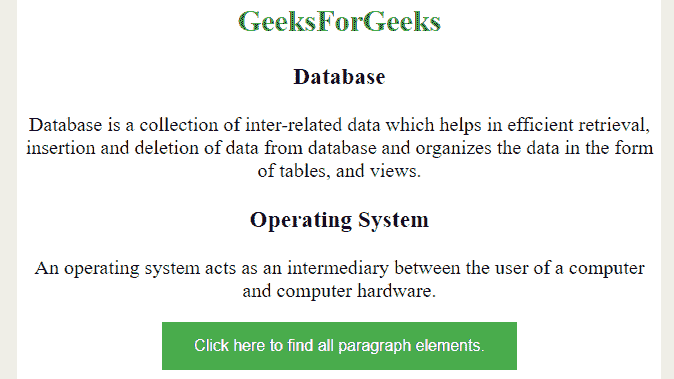 GeeksForGeeks
Database
Database is a collection of inter-related data which helps in efficient retrieval,
insertion and deletion of data from database and organizes the data in the form
of tables, and views.
Operating System
An operating system acts as an intermediary between the user of a computer
and computer hardware.
Click here to find all paragraph elements.